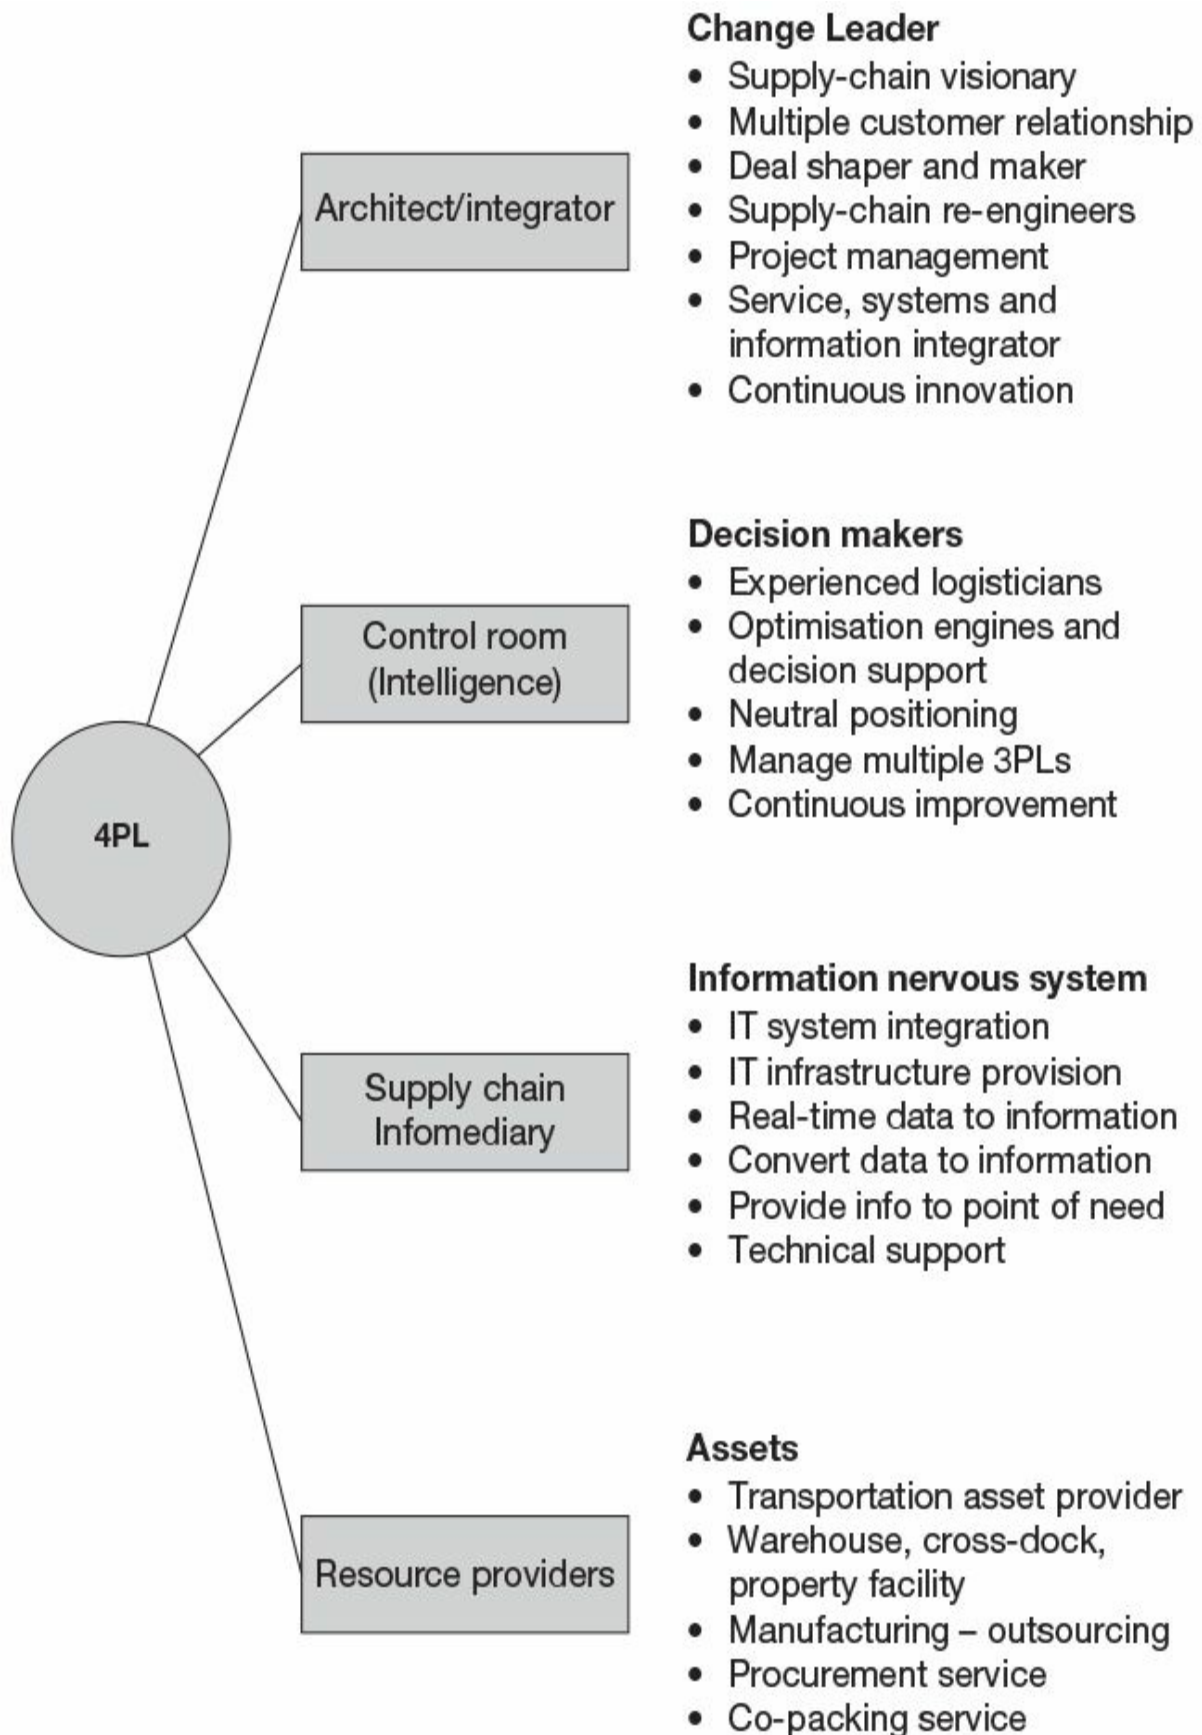 Change Leader
• Supply-chain visionary
• Multiple customer relationship
• Deal shaper and maker
Architect/integrator
• Supply-chain re-engineers
• Project management
• Service, systems and
information integrator
• Continuous innovation
Decision makers
• Experienced logisticians
• Optimisation engines and
decision support
Control room
(Intelligence)
• Neutral positioning
• Manage multiple 3PLs
• Continuous improvement
4PL
Information nervous system
• IT system integration
• IT infrastructure provision
• Real-time data to information
• Convert data to information
• Provide info to point of need
• Technical support
Supply chain
Infomediary
Assets
• Transportation asset provider
• Warehouse, cross-dock,
property facility
• Manufacturing – outsourcing
• Procurement service
• Co-packing service
Resource providers